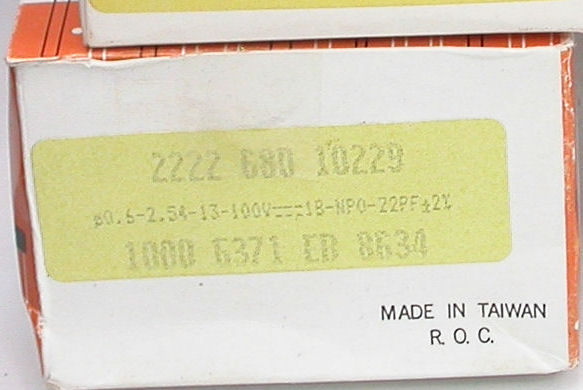 2222 680 10229
ø0.6-2.54-13-100V⎓1B-NPO-22PF±2%
1000 6371 EB 8634
MADE IN TAIWAN
R. O. C.